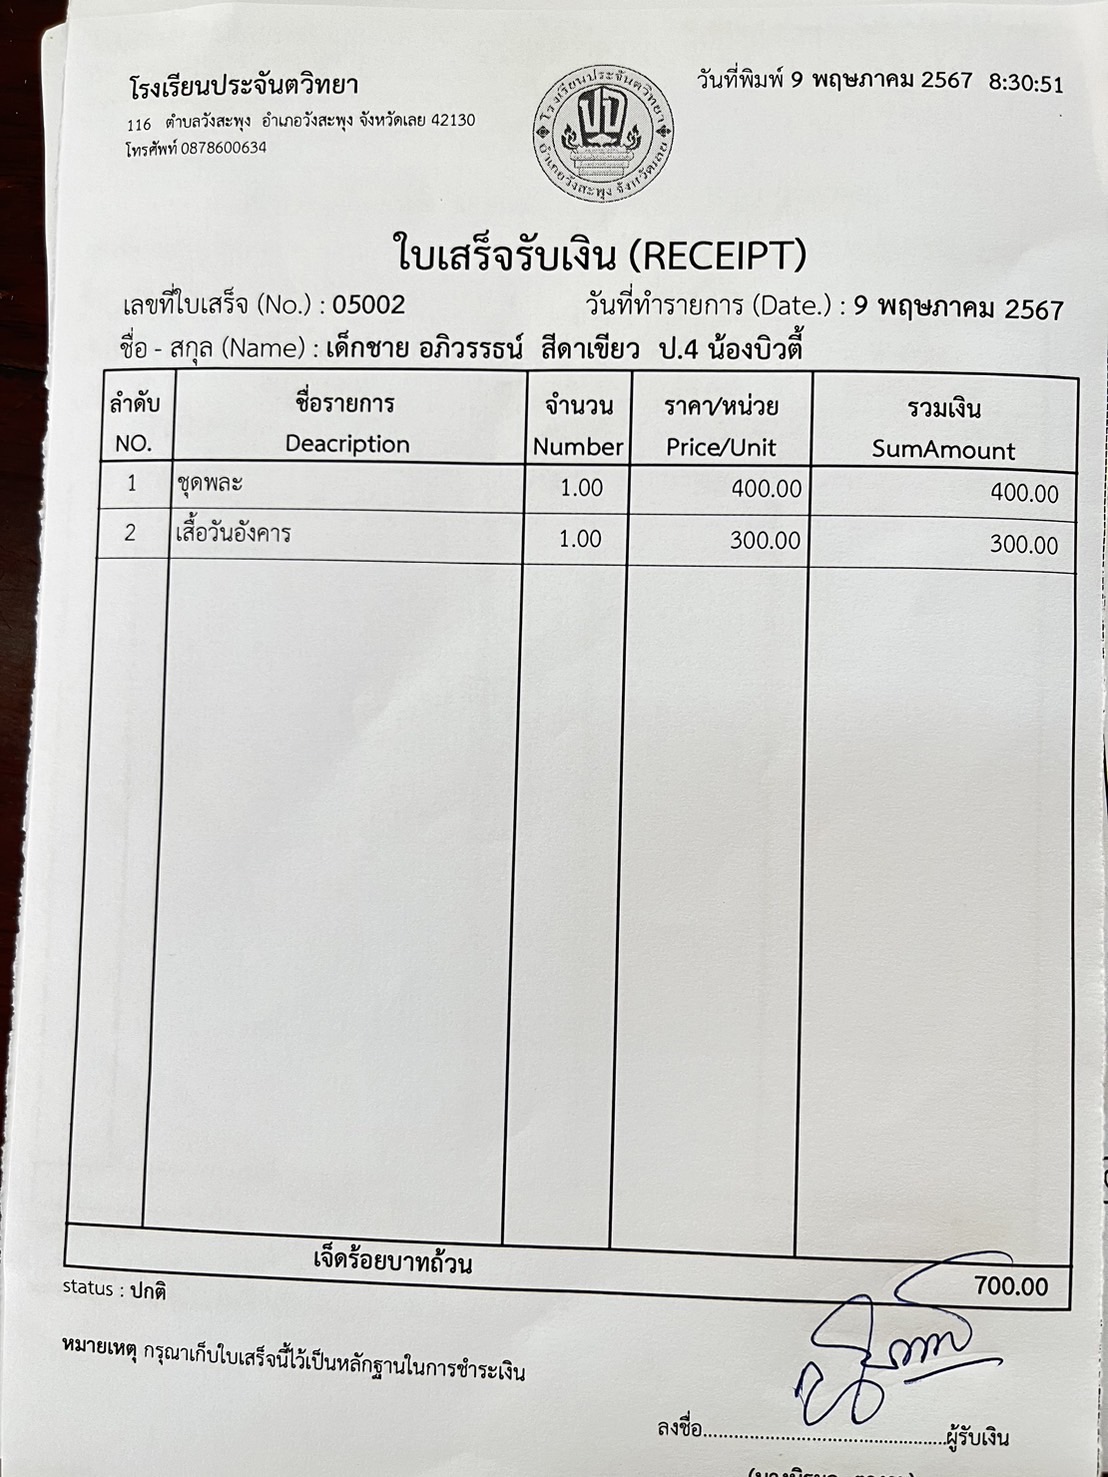 โรงเรียนประจันตวิทยา
116 ตำบลวังสะพุง อำเภอวังสะพุง จังหวัดเลย 42130
โทรศัพท์ 0878600634
โรงเรียนประจันตวิทยา
ปว
อำเภอวังสะพุง จังหวัดเลย
วันที่พิมพ์ 9 พฤษภาคม 2567 8:30:51
ใบเสร็จรับเงิน (RECEIPT)
เลขที่ใบเสร็จ (No.) : 05002 วันที่ทำรายการ (Date.) : 9 พฤษภาคม 2567
ชื่อ - สกุล (Name) : เด็กชาย อภิวรรธน์ สีดาเขียว ป.4 น้องบิวตี้
ลำดับ ชื่อรายการ จำนวน ราคา/หน่วย รวมเงิน
NO. Deacription Number Price/Unit SumAmount
1 ชุดพละ 1.00 400.00 400.00
2 เสื้อวันอังคาร 1.00 300.00 300.00
เจ็ดร้อยบาทถ้วน 700.00
status : ปกติ
หมายเหตุ กรุณาเก็บใบเสร็จนี้ไว้เป็นหลักฐานในการชำระเงิน
ลงชื่อ................................................ผู้รับเงิน